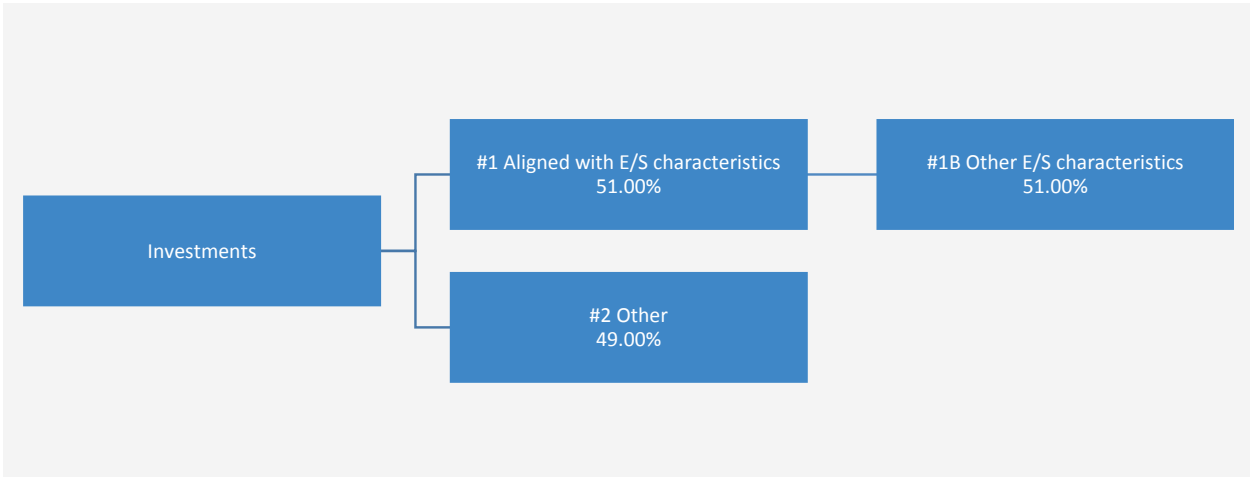 Investments
#1 Aligned with E/S characteristics
51.00%
#1B Other E/S characteristics
51.00%
#2 Other
49.00%